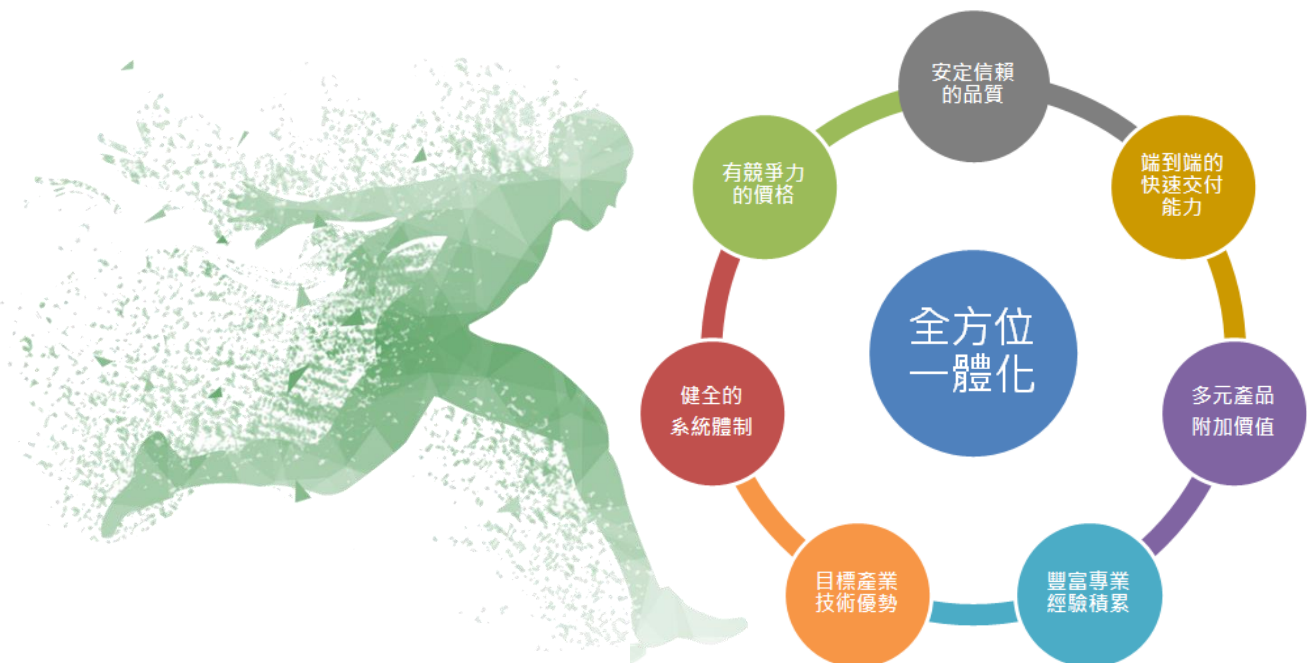 安定信賴
的品質
端到端的
快速交付
能力
多元產品
附加價值
豐富專業
經驗積累
目標產業
技術優勢
健全的
系統體制
有競爭力
的價格
全方位
一體化